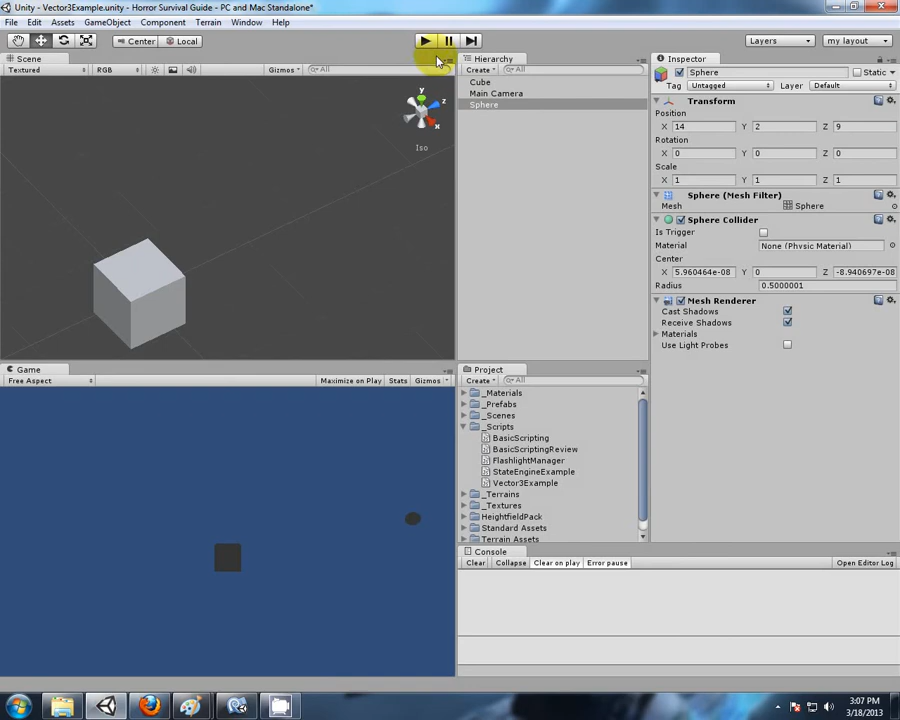 Unity - Vector3Example.unity - Horror Survival Guide - PC and Mac Standalone*
File Edit Assets GameObject Component Terrain Window Help
Center Local Layers my layout
Scene
Textured RGB Gizmos All
y
z
x
Iso
Hierarchy
Create All
Cube
Main Camera
Sphere
Inspector
Sphere Static
Tag Untagged Layer Default
Transform
Position
X 14 Y 2 Z 9
Rotation
X 0 Y 0 Z 0
Scale
X 1 Y 1 Z 1
Sphere (Mesh Filter)
Mesh Sphere
Sphere Collider
Is Trigger
Material None (Physic Material)
Center
X 5.960464e-08 Y 0 Z -8.940697e-08
Radius 0.5000001
Mesh Renderer
Cast Shadows
Receive Shadows
Materials
Use Light Probes
Game
Free Aspect Maximize on Play Stats Gizmos
Project
Create All
_Materials
_Prefabs
_Scenes
_Scripts
BasicScripting
BasicScriptingReview
FlashlightManager
StateEngineExample
Vector3Example
_Terrains
_Textures
HeightfieldPack
Standard Assets
Terrain Assets
Console
Clear Collapse Clear on play Error pause Open Editor Log
3:07 PM
3/18/2013